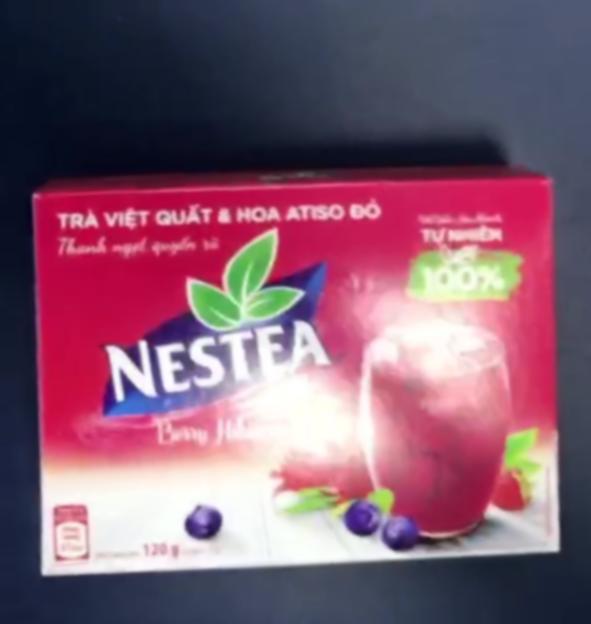 TRÀ VIỆT QUẤT & HOA ATISO ĐỎ
Thanh ngọt quyến rũ
TỰ NHIÊN
100%
NESTEA
Berry
120 g